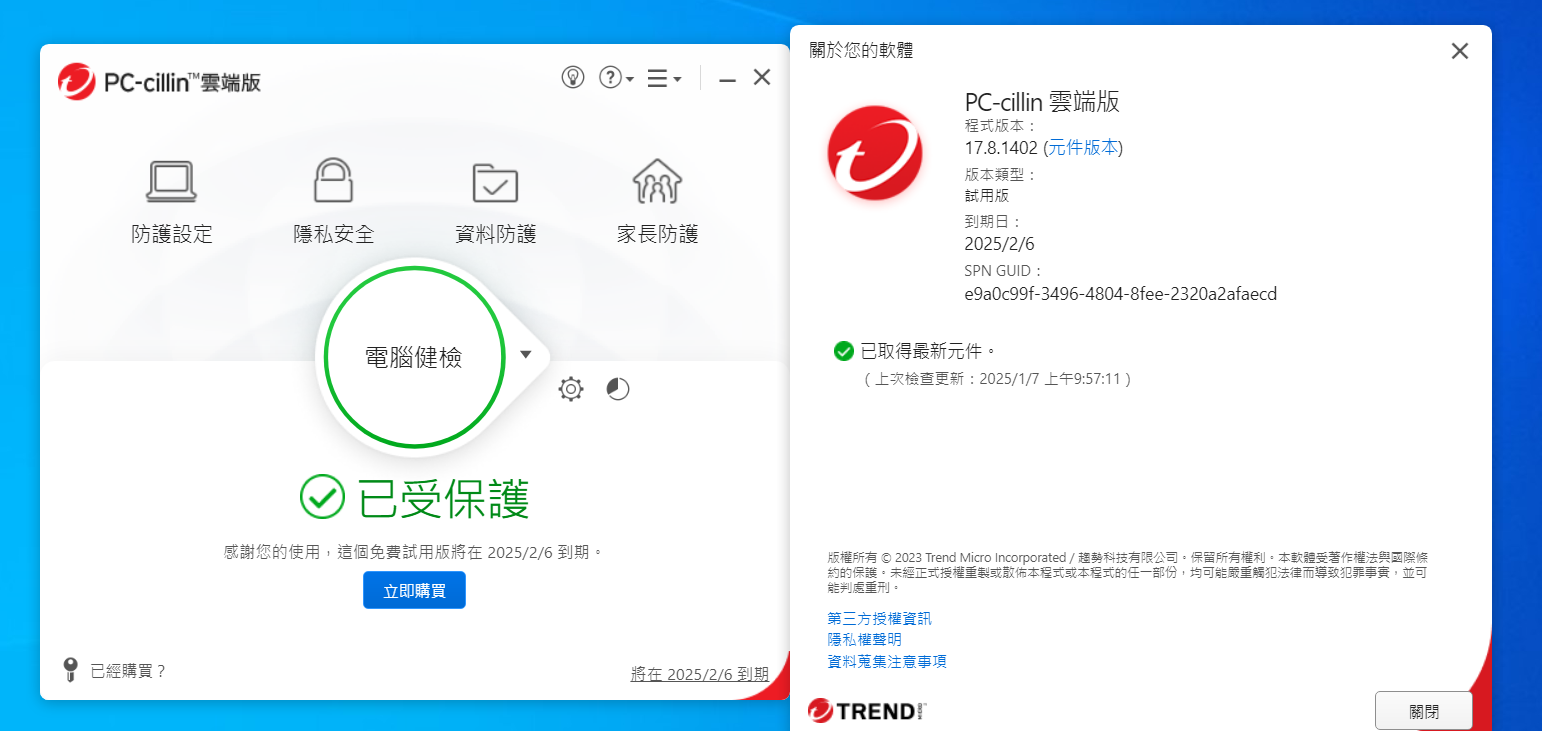 PC-cillin™雲端版
防護設定
隱私安全
資料防護
家長防護
電腦健檢
已受保護
感謝您的使用，這個免費試用版將在 2025/2/6 到期。
立即購買
已經購買？
將在 2025/2/6 到期
關於您的軟體
PC-cillin 雲端版
程式版本：
17.8.1402 (元件版本)
版本類型：
試用版
到期日：
2025/2/6
SPN GUID：
e9a0c99f-3496-4804-8fee-2320a2afaecd
已取得最新元件。
( 上次檢查更新：2025/1/7 上午9:57:11 )
版權所有 © 2023 Trend Micro Incorporated / 趨勢科技有限公司。保留所有權利。本軟體受著作權法與國際條
約的保護。未經正式授權重製或散佈本程式或本程式的任一部份，均可能嚴重觸犯法律而導致犯罪事實，並可
能判處重刑。
第三方授權資訊
隱私權聲明
資料蒐集注意事項
TREND MICRO™
關閉